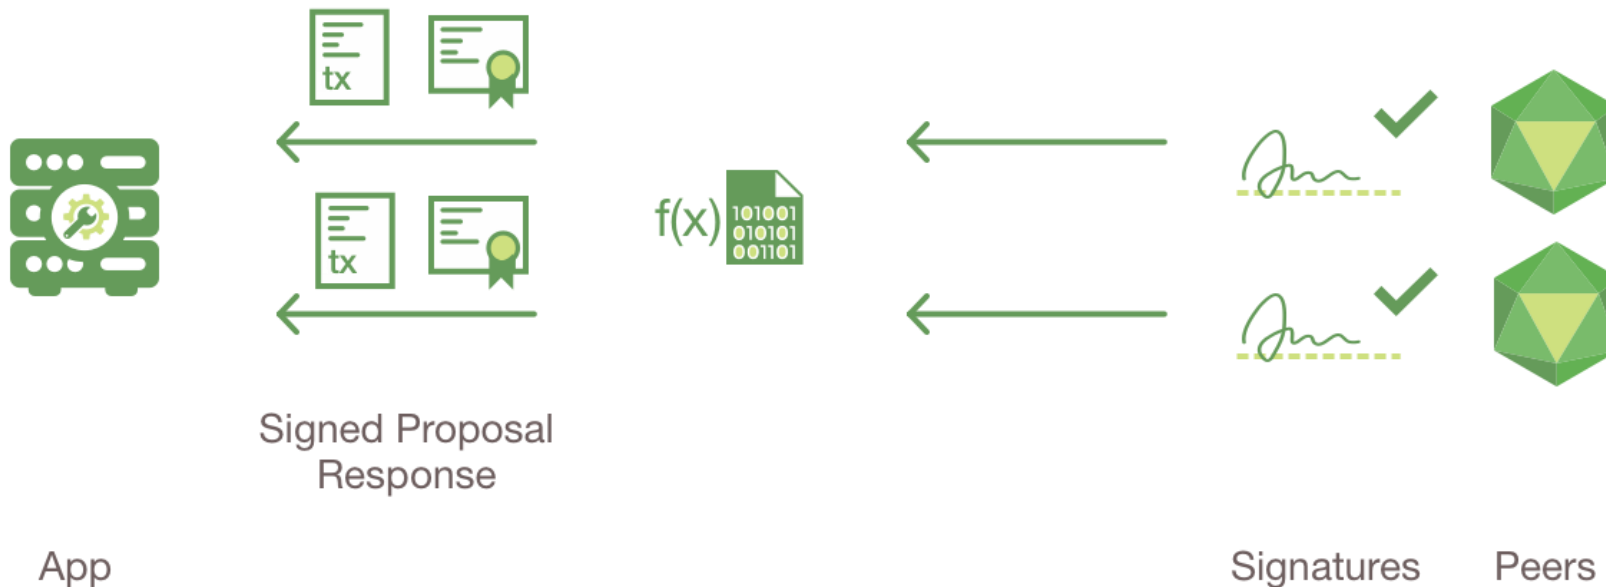 tx
tx
f(x)
101001
010101
001101
Signed Proposal
Response
App
Signatures
Peers